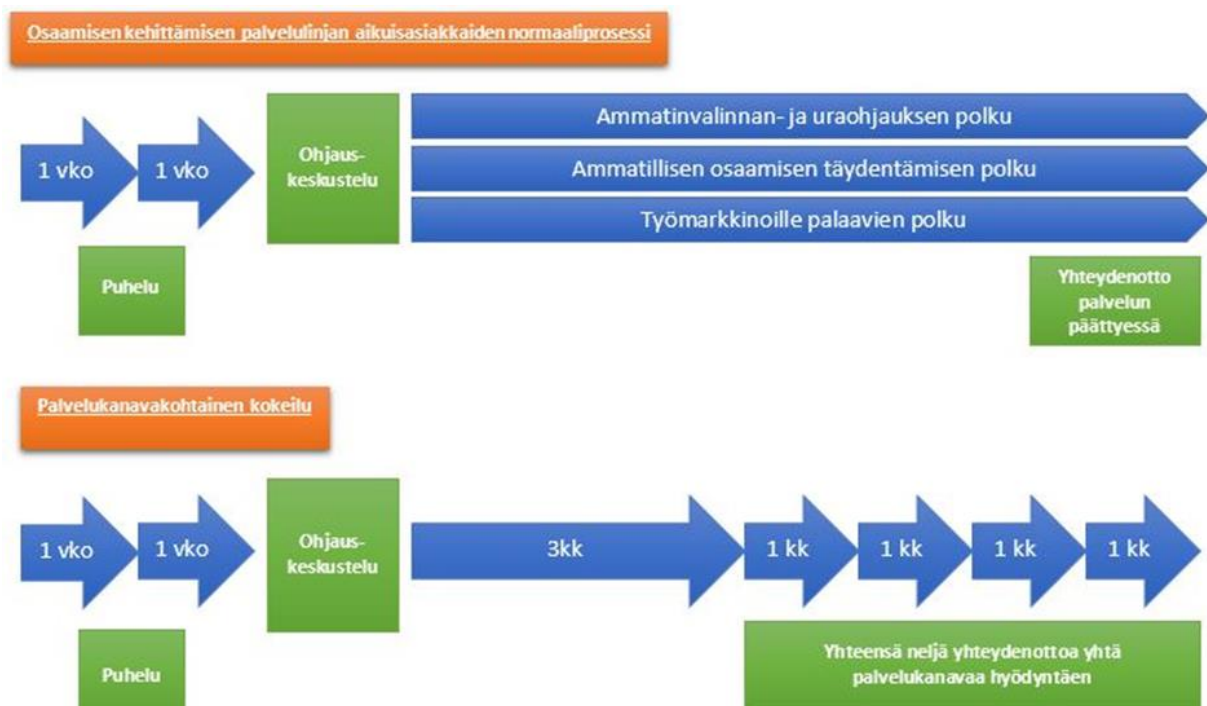 Osaamisen kehittämisen palvelulinjan aikuisasiakkaiden normaaliprosessi
1 vko
1 vko
Ohjaus-
keskustelu
Ammatinvalinnan- ja uraohjauksen polku
Ammatillisen osaamisen täydentämisen polku
Työmarkkinoille palaavien polku
Puhelu
Yhteydenotto
palvelun
päättyessä
Palvelukanavakohtainen kokeilu
1 vko
1 vko
Ohjaus-
keskustelu
3kk
1 kk
1 kk
1 kk
1 kk
Puhelu
Yhteensä neljä yhteydenottoa yhtä
palvelukanavaa hyödyntäen